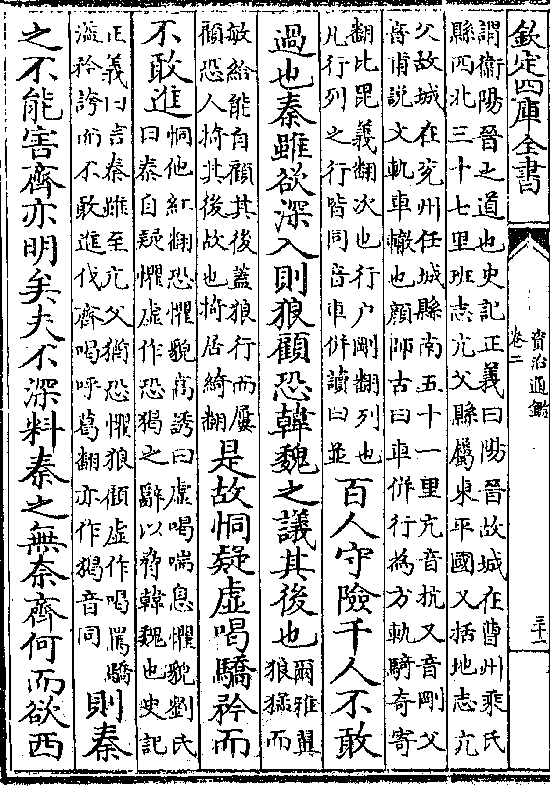 欽定四庫全書
資治通鑑
卷二
三十一
謂衛陽晉之道也史記正義曰陽晉故城在曹州乘氏
縣西北三十七里班志亢父縣屬東平國又括地志亢
父故城在兖州任城縣南五十一里亢音抗又音剛父
音甫説文軌車轍也顔師古曰車併行為方軌騎奇寄
翻比毘義翻次也行户剛翻列也
凡行列之行皆同音車併讀曰並
百人守險千人不敢
過也秦雖欲深入則狼顧恐韓魏之議其後也
爾雅翼
狼猛而
敏給能自顧其後蓋狼行而屢
顧恐人掎其後故也掎居綺翻
是故恫疑虛喝驕矜而
不敢進
恫他紅翻恐懼貌高誘曰虛喝喘息懼貌劉氏
曰秦自疑懼虛作恐猲之辭以脅韓魏也史記
正義曰言秦雖至亢父猶恐懼狼顧虛作喝罵驕
溢矜誇而不敢進伐齊喝呼葛翻亦作猲音同
則秦
之不能害齊亦明矣夫不深料秦之無奈齊何而欲西